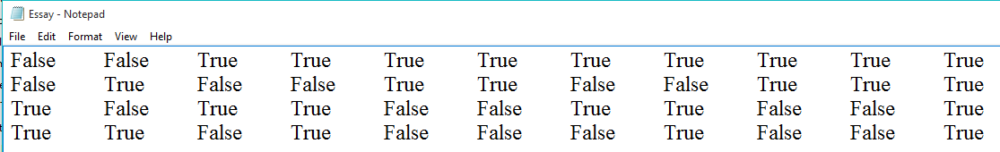 Essay - Notepad
File Edit Format View Help
False False True True True True True True True True True
False True False False True True False False True True True
True False True True False False True True False False True
True True False True False False False True False False True